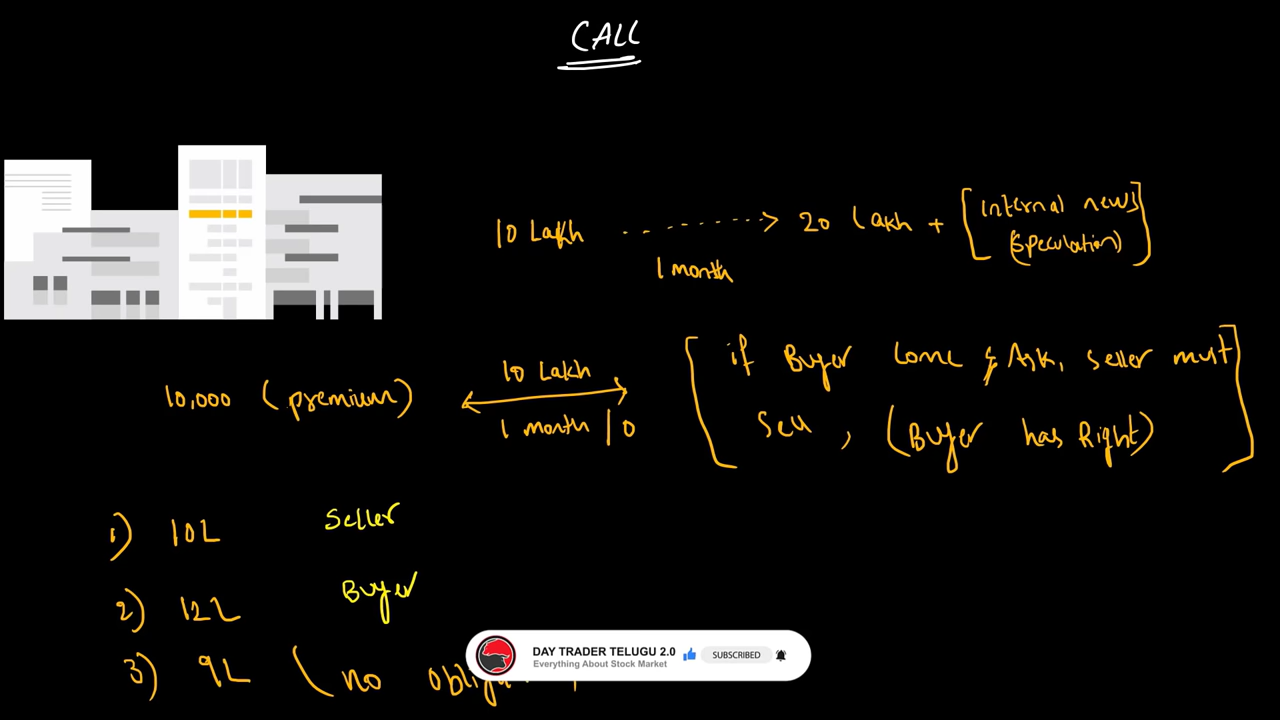 CALL
10 Lakh ------> 20 Lakh + [Internal news
(Speculation)]
1 month
10,000 (premium)
10 Lakh
1 month | 0
[if Buyer Come & Ask, seller must
Sell, (Buyer has Right)]
1) 10L Seller
2) 12L Buyer
3) 9L (no
DAY TRADER TELUGU 2.0
Everything About Stock Market
SUBSCRIBED